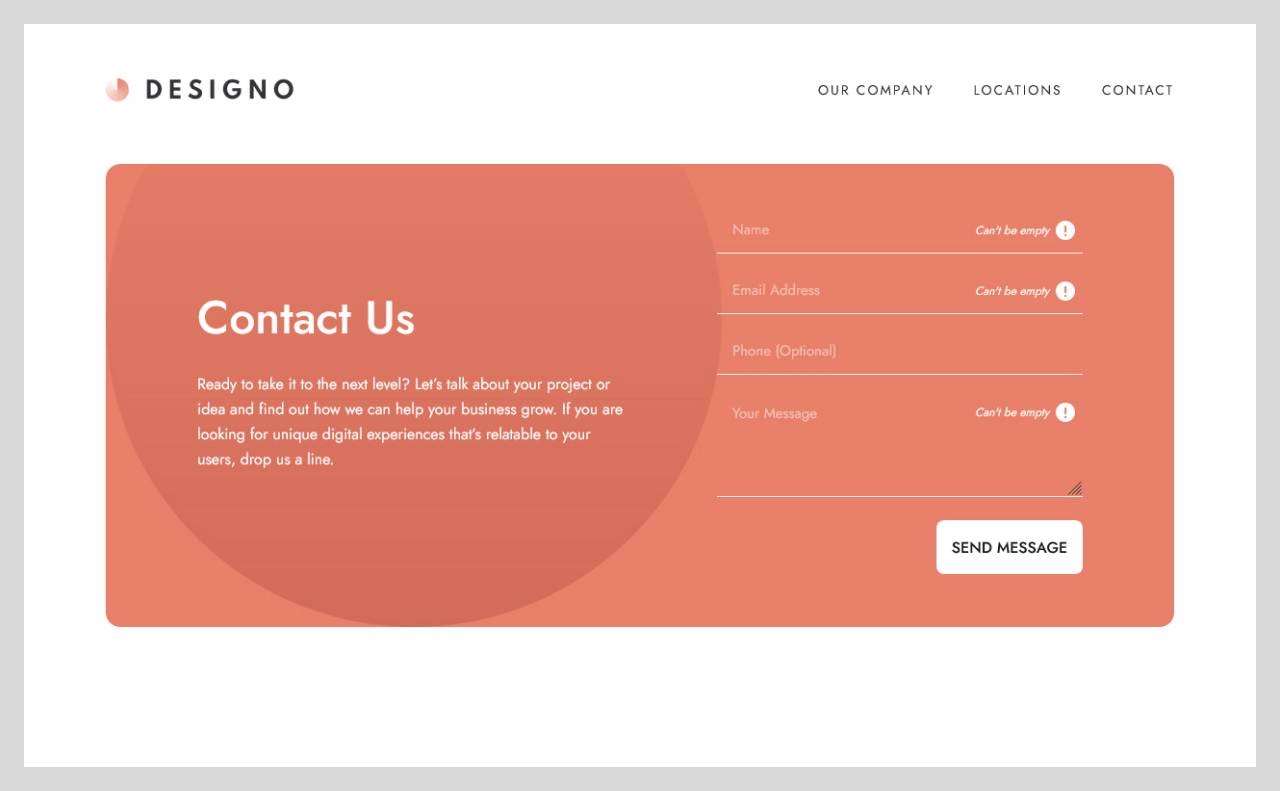 DESIGNO
OUR COMPANY
LOCATIONS
CONTACT
Contact Us
Ready to take it to the next level? Let’s talk about your project or
idea and find out how we can help your business grow. If you are
looking for unique digital experiences that’s relatable to your
users, drop us a line.
Name
Can't be empty
Email Address
Can't be empty
Phone (Optional)
Your Message
Can't be empty
SEND MESSAGE